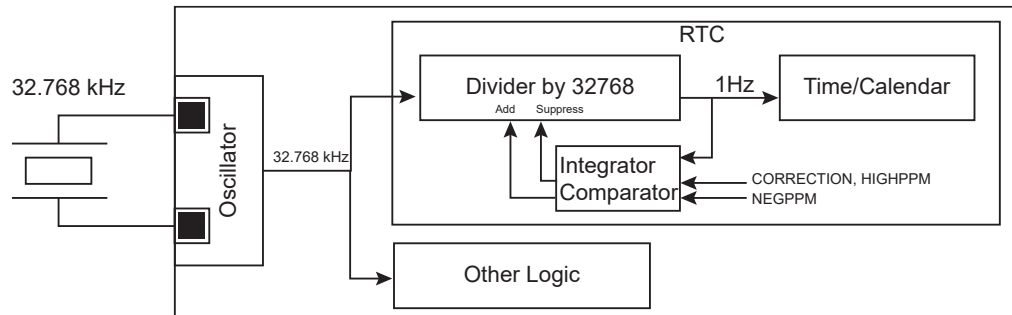 RTC
32.768 kHz
Divider by 32768
Add Suppress
1Hz
Time/Calendar
Oscillator
32.768 kHz
Integrator
Comparator
CORRECTION, HIGHPPM
NEGPPM
Other Logic